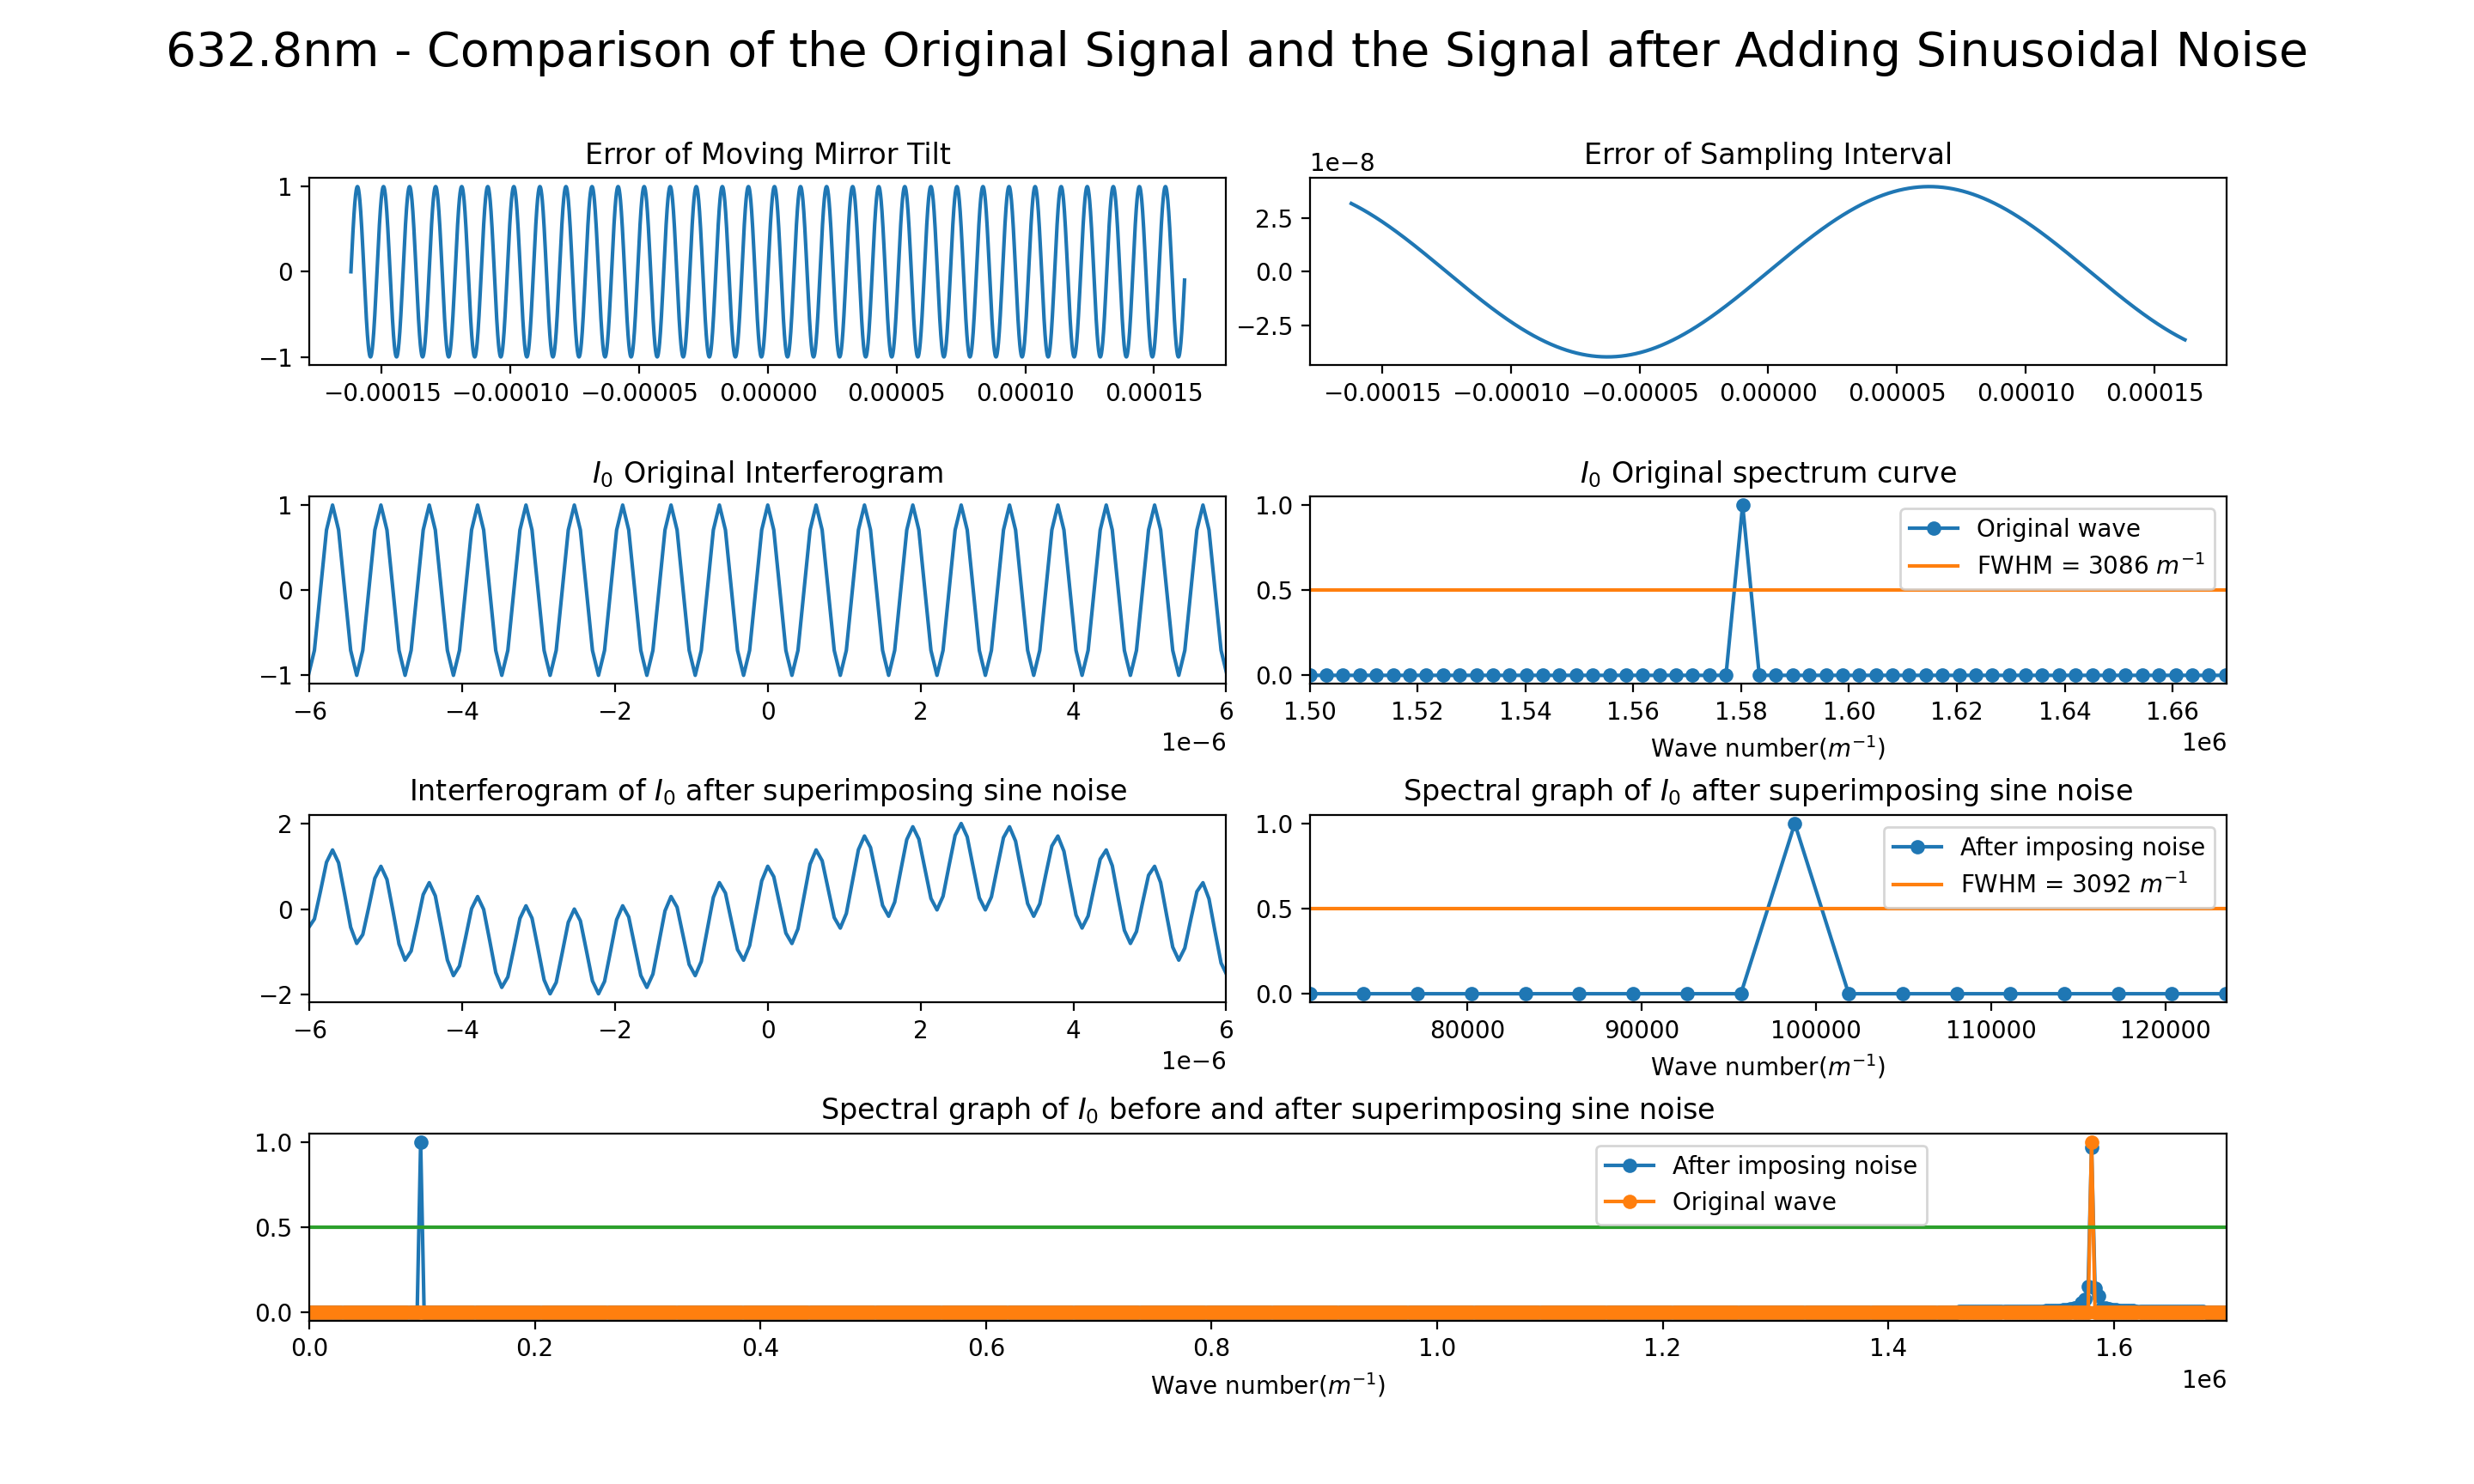 632.8nm - Comparison of the Original Signal and the Signal after Adding Sinusoidal Noise
Error of Moving Mirror Tilt
1
0
−1
−0.00015 −0.00010 −0.00005 0.00000 0.00005 0.00010 0.00015
Error of Sampling Interval
1e−8
2.5
0.0
−2.5
−0.00015 −0.00010 −0.00005 0.00000 0.00005 0.00010 0.00015
I₀ Original Interferogram
1
0
−1
−6 −4 −2 0 2 4 6
1e−6
I₀ Original spectrum curve
1.0
0.5
0.0
Original wave
FWHM = 3086 m⁻¹
1.50 1.52 1.54 1.56 1.58 1.60 1.62 1.64 1.66
1e6
Wave number(m⁻¹)
Interferogram of I₀ after superimposing sine noise
2
0
−2
−6 −4 −2 0 2 4 6
1e−6
Spectral graph of I₀ after superimposing sine noise
1.0
0.5
0.0
After imposing noise
FWHM = 3092 m⁻¹
80000 90000 100000 110000 120000
Wave number(m⁻¹)
Spectral graph of I₀ before and after superimposing sine noise
1.0
0.5
0.0
After imposing noise
Original wave
0.0 0.2 0.4 0.6 0.8 1.0 1.2 1.4 1.6
1e6
Wave number(m⁻¹)